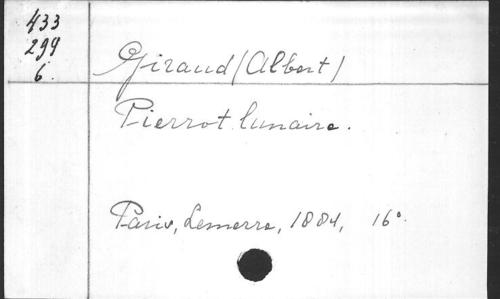 433
299
6.
Giraud (Albert)
Pierrot lunaire.
Paris, Lemerre, 1884, 16°.